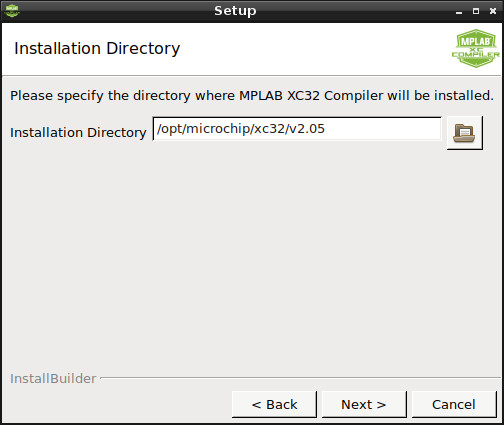 Setup
Installation Directory
MPLAB
XC
COMPILER
Please specify the directory where MPLAB XC32 Compiler will be installed.
Installation Directory /opt/microchip/xc32/v2.05
InstallBuilder
< Back Next > Cancel